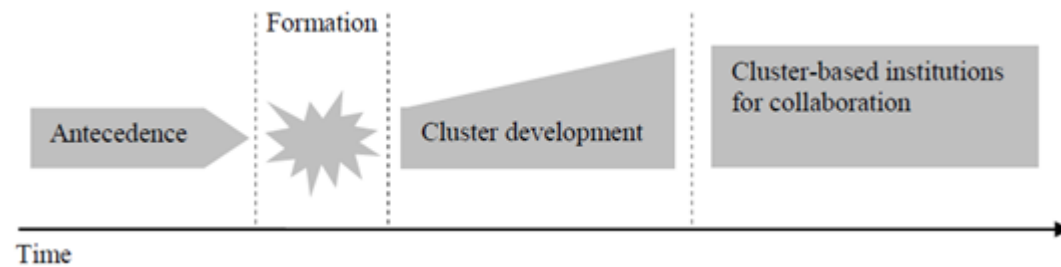 Formation
Antecedence
Cluster development
Cluster-based institutions
for collaboration
Time